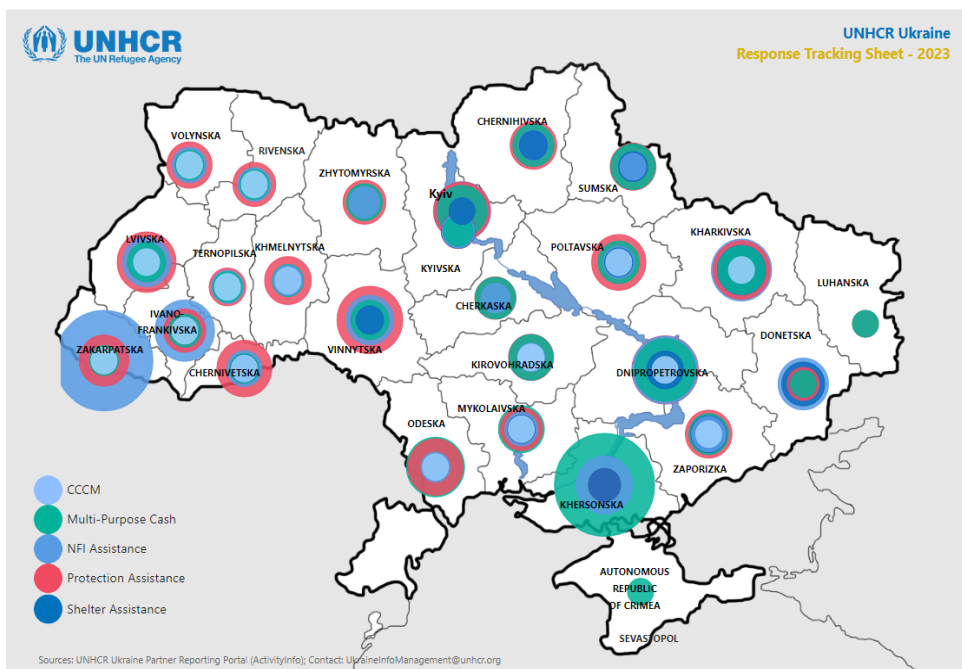 UNHCR
The UN Refugee Agency
UNHCR Ukraine
Response Tracking Sheet - 2023
CHERNIHIVSKA
VOLYNSKA
RIVENSKA
ZHYTOMYRSKA
SUMSKA
Kyiv
LVIVSKA
TERNOPILSKA
KHMELNYTSKA
KYIVSKA
POLTAVSKA
KHARKIVSKA
LUHANSKA
CHERKASKA
IVANO-
FRANKIVSKA
ZAKARPATSKA
VINNYTSKA
CHERNIVETSKA
KIROVOHRADSKA
DNIPROPETROVSKA
DONETSKA
MYKOLAIVSKA
ODESKA
ZAPORIZKA
KHERSONSKA
CCCM
Multi-Purpose Cash
NFI Assistance
Protection Assistance
Shelter Assistance
AUTONOMOUS
REPUBLIC
OF CRIMEA
SEVASTOPOL
Sources: UNHCR Ukraine Partner Reporting Portal (ActivityInfo); Contact: UkraineInfoManagement@unhcr.org